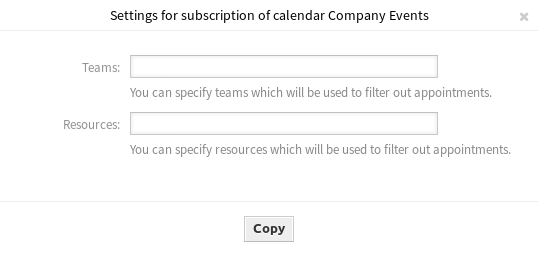 Settings for subscription of calendar Company Events
Teams:
You can specify teams which will be used to filter out appointments.
Resources:
You can specify resources which will be used to filter out appointments.
Copy